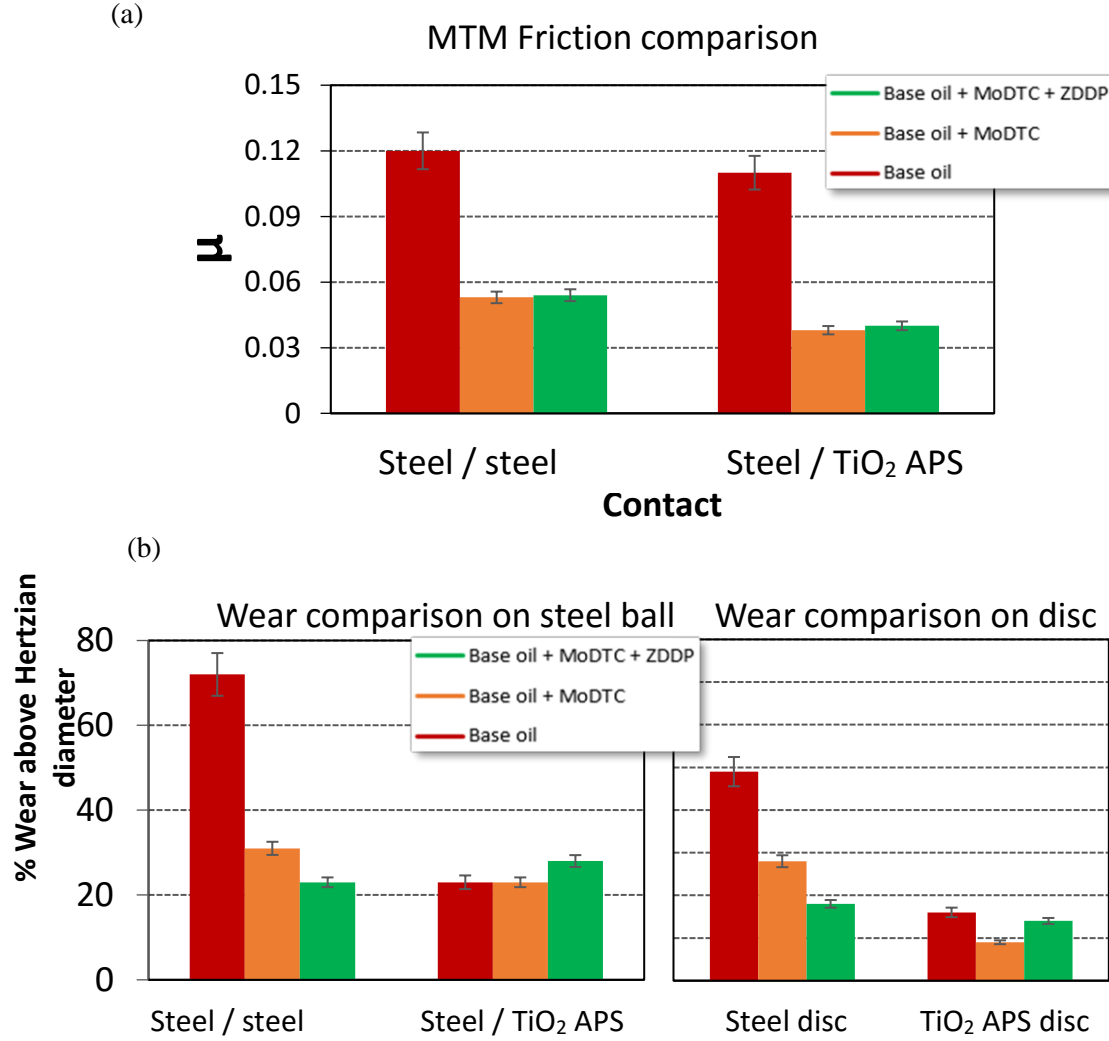 (a)
MTM Friction comparison
0.15
0.12
0.09
0.06
0.03
0
μ
Base oil + MoDTC + ZDDP
Base oil + MoDTC
Base oil
Steel / steel
Steel / TiO₂ APS
Contact
(b)
% Wear above Hertzian
diameter
Wear comparison on steel ball
80
60
40
20
0
Base oil + MoDTC + ZDDP
Base oil + MoDTC
Base oil
Steel / steel
Steel / TiO₂ APS
Wear comparison on disc
Steel disc
TiO₂ APS disc